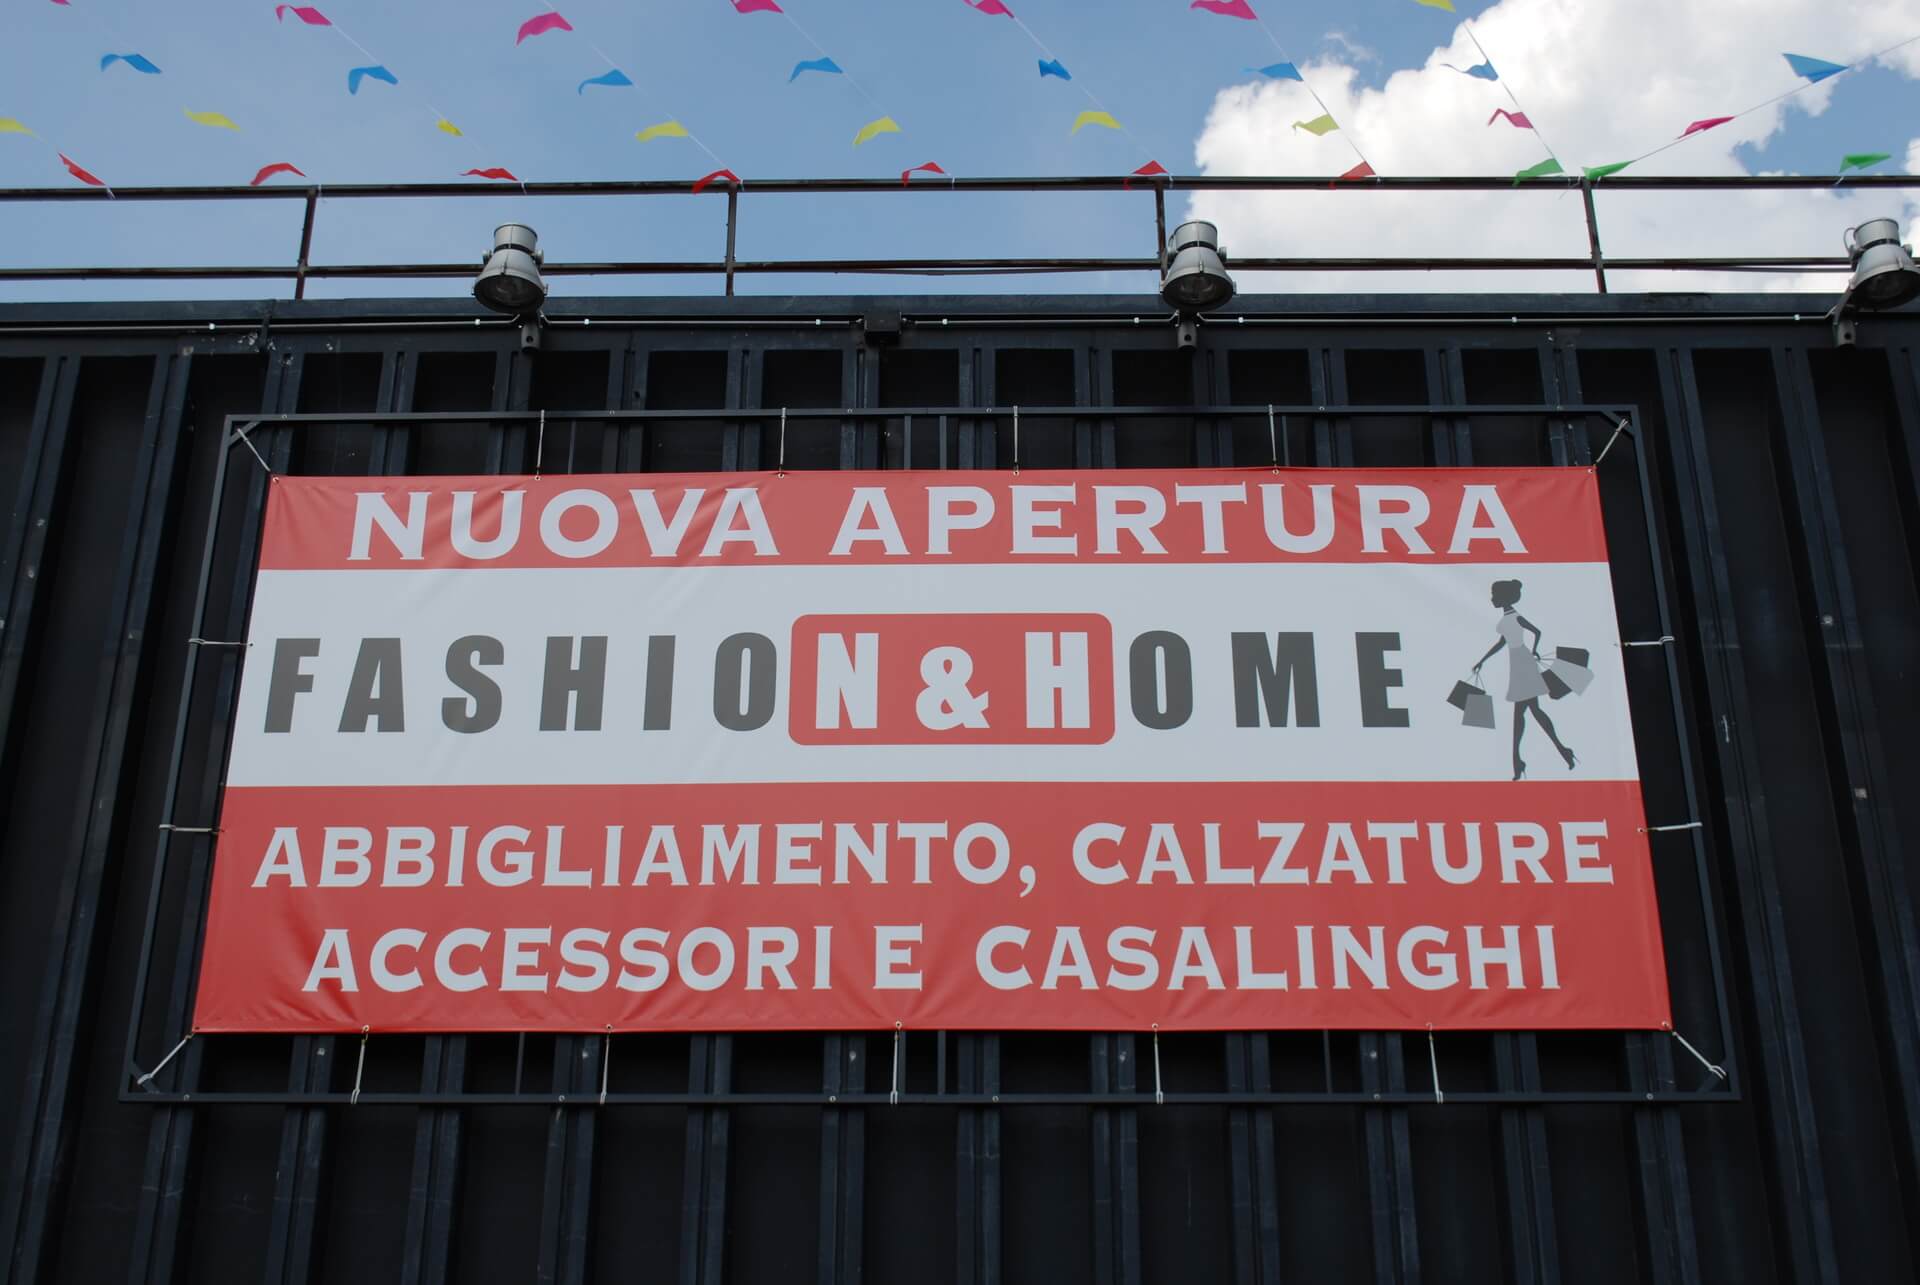 NUOVA APERTURA
FASHION&HOME
ABBIGLIAMENTO, CALZATURE
ACCESSORI E CASALINGHI